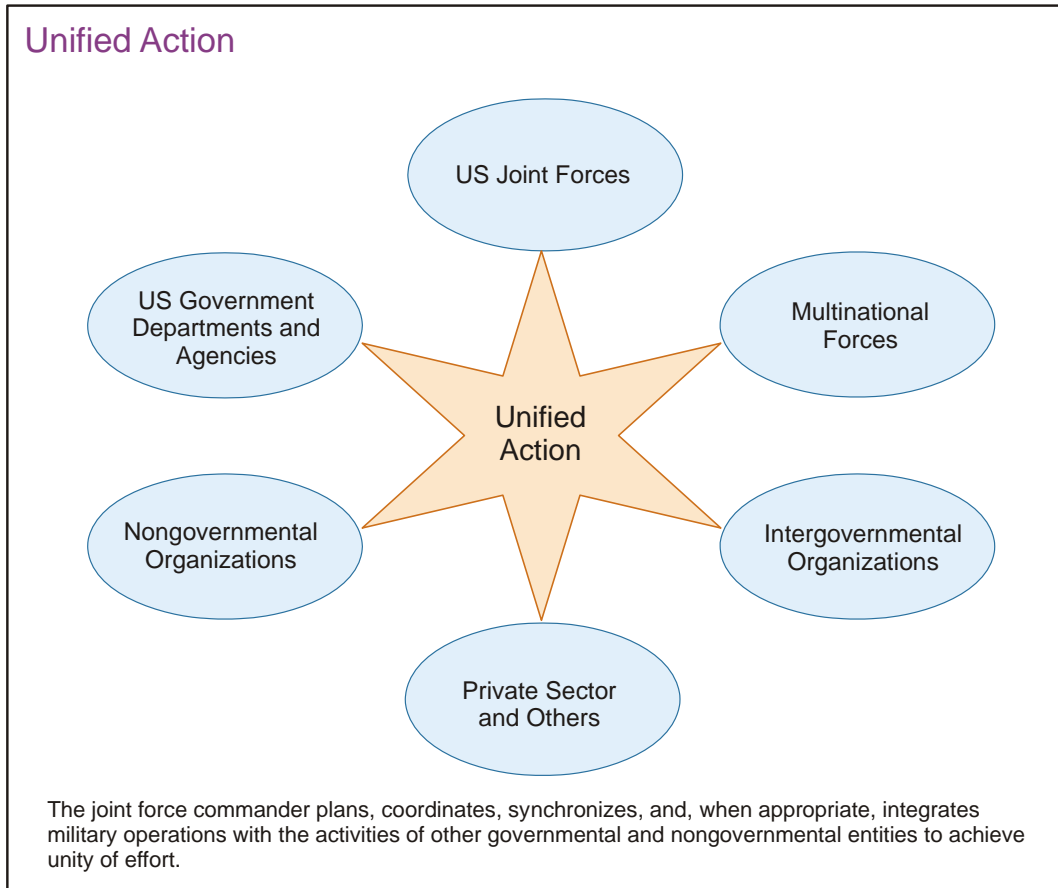 Unified Action
US Joint Forces
US Government
Departments and
Agencies
Multinational
Forces
Unified
Action
Nongovernmental
Organizations
Intergovernmental
Organizations
Private Sector
and Others
The joint force commander plans, coordinates, synchronizes, and, when appropriate, integrates
military operations with the activities of other governmental and nongovernmental entities to achieve
unity of effort.